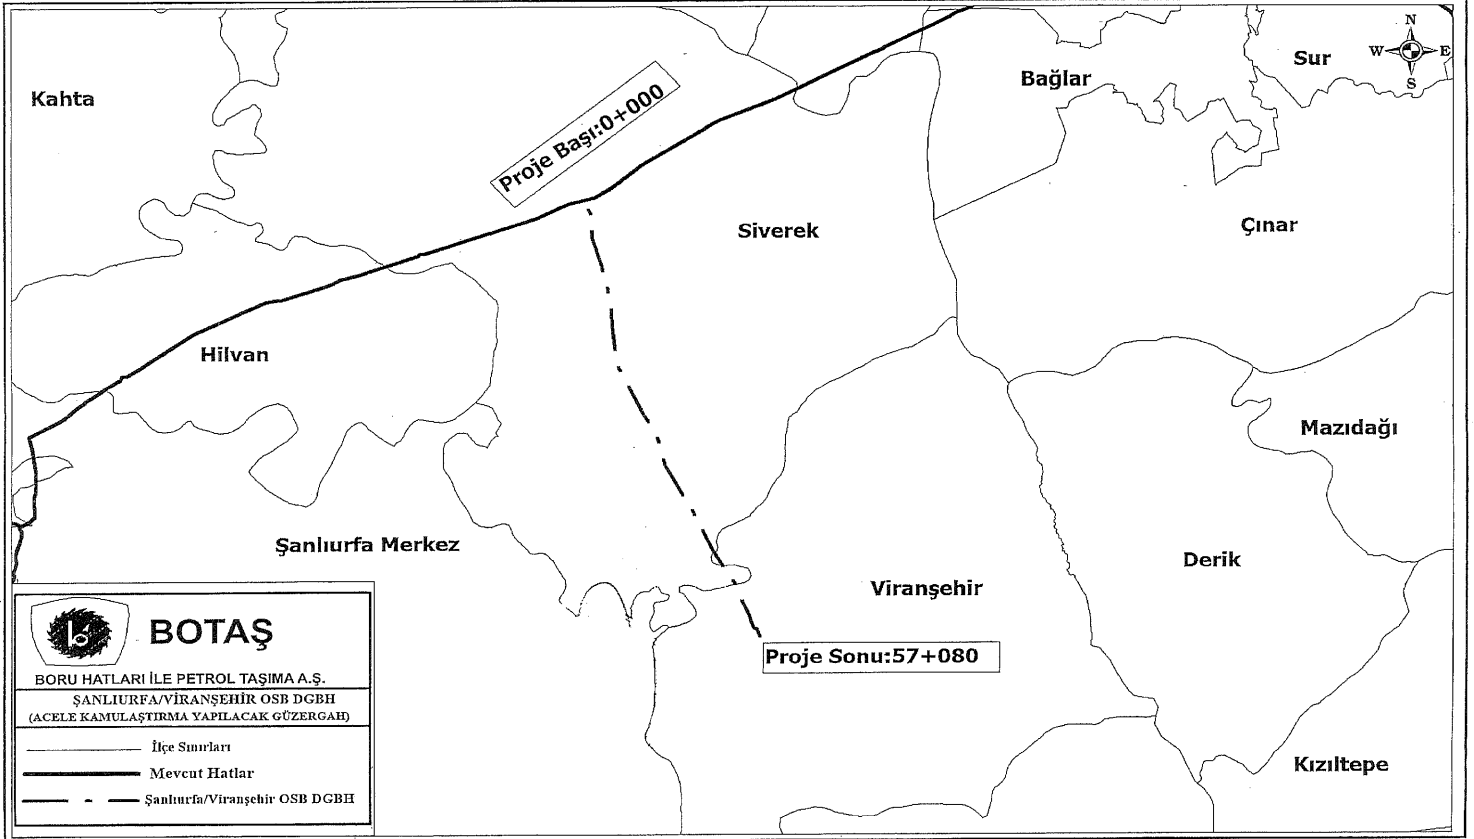 N
W E
S
Sur
Bağlar
Kahta
Proje Başı:0+000
Siverek
Çınar
Hilvan
Mazıdağı
Şanlıurfa Merkez
Derik
Viranşehir
Proje Sonu:57+080
Kızıltepe
BOTAŞ
BORU HATLARI İLE PETROL TAŞIMA A.Ş.
ŞANLIURFA/VİRANŞEHİR OSB DGBH
(ACELE KAMULAŞTIRMA YAPILACAK GÜZERGAH)
İlçe Sınırları
Mevcut Hatlar
Şanlıurfa/Viranşehir OSB DGBH